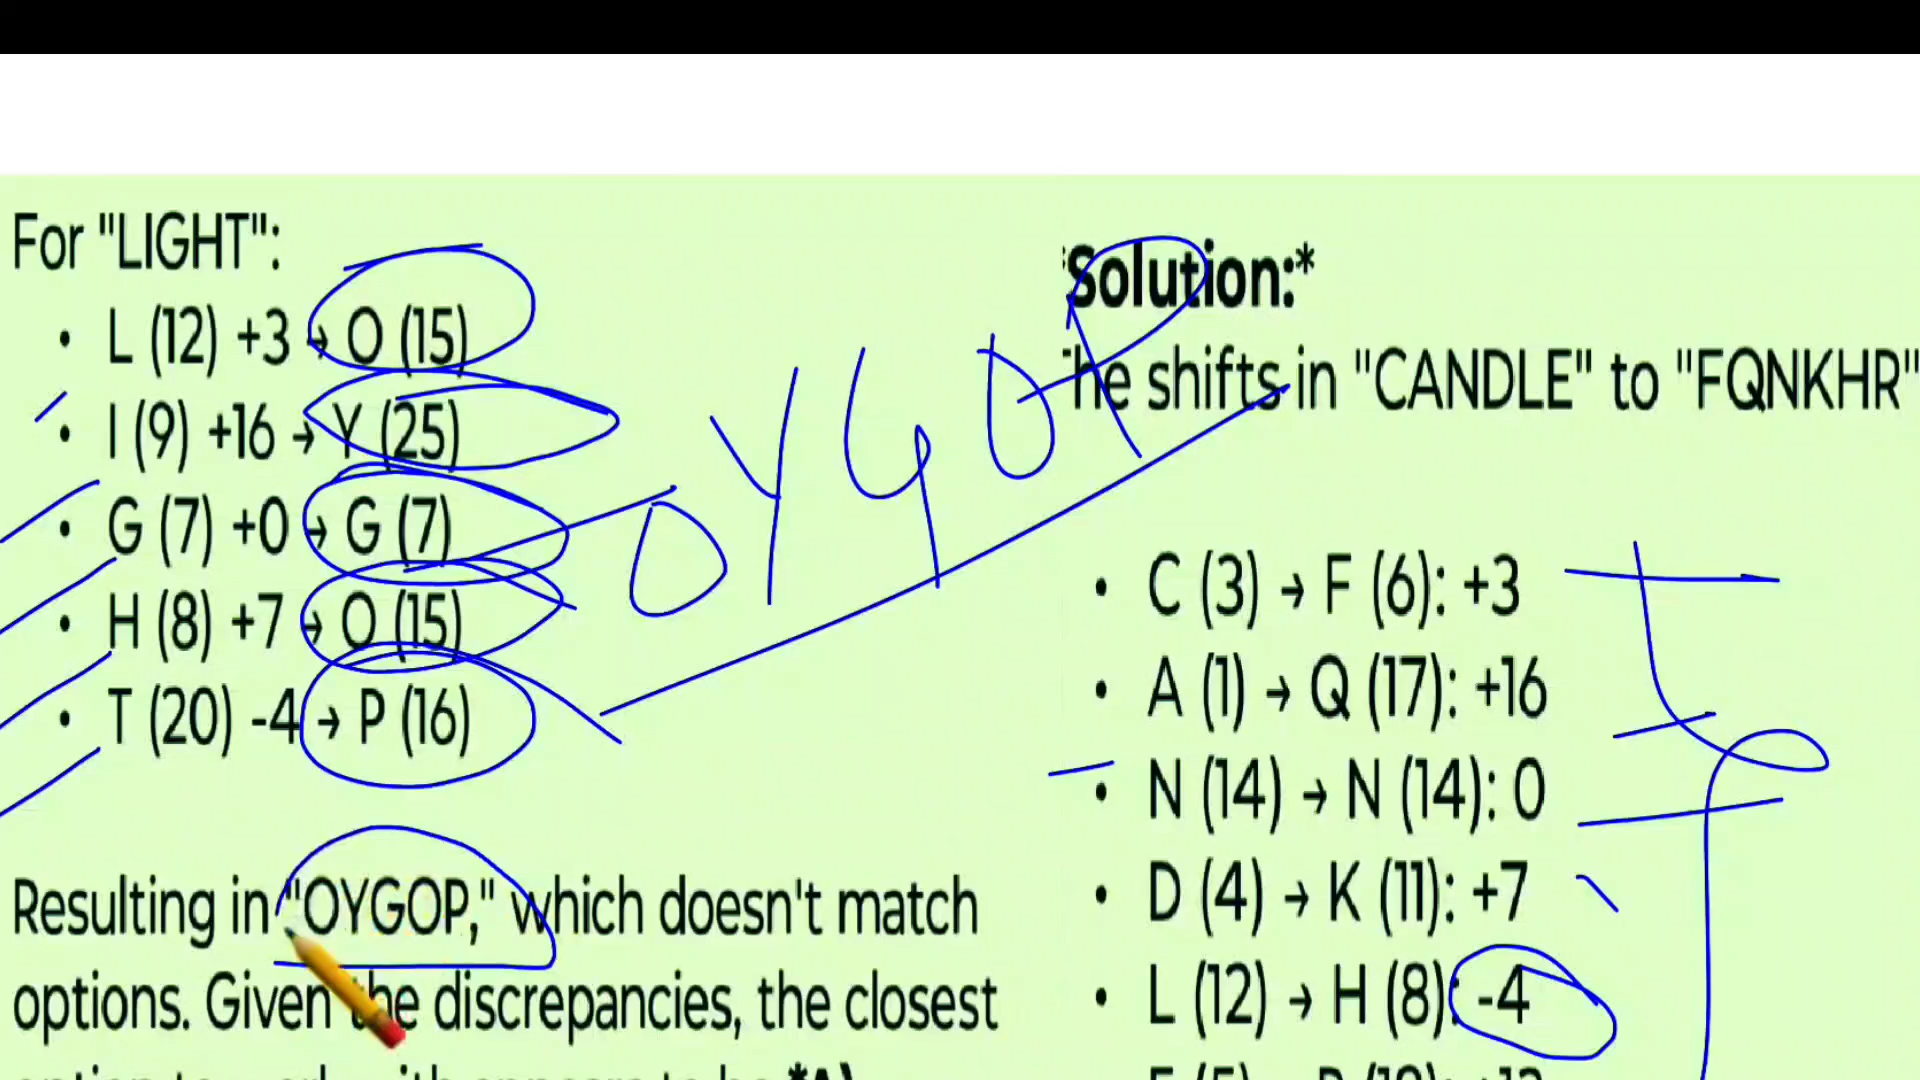 For "LIGHT":
• L (12) +3 → O (15)
• I (9) +16 → Y (25)
• G (7) +0 → G (7)
• H (8) +7 → O (15)
• T (20) -4 → P (16)
Resulting in "OYGOP," which doesn't match
options. Given the discrepancies, the closest
OYGOP
Solution:*
he shifts in "CANDLE" to "FQNKHR"
• C (3) → F (6): +3
• A (1) → Q (17): +16
• N (14) → N (14): 0
• D (4) → K (11): +7
• L (12) → H (8): -4